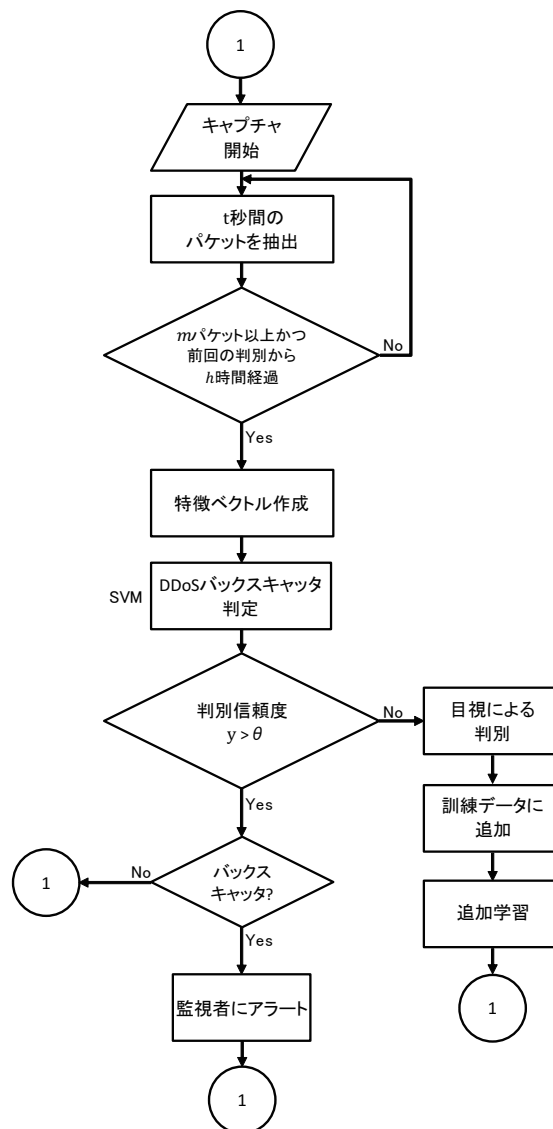 1
キャプチャ
開始
t秒間の
パケットを抽出
mパケット以上かつ
前回の判別から
h時間経過
No
Yes
特徴ベクトル作成
SVM
DDoSバックスキャッタ
判定
判別信頼度
y > θ
No
目視による
判別
Yes
訓練データに
追加
バックス
キャッタ?
No
1
追加学習
Yes
監視者にアラート
1
1